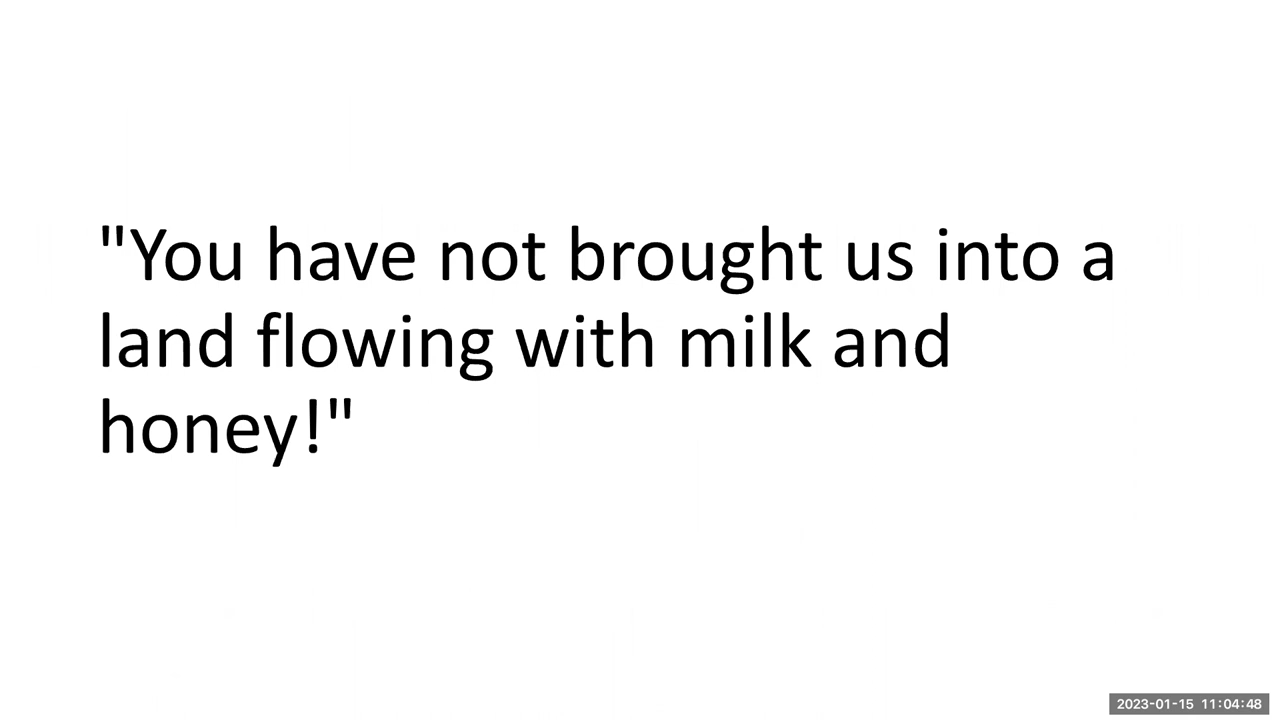 "You have not brought us into a
land flowing with milk and
honey!"
2023-01-15 11:04:48